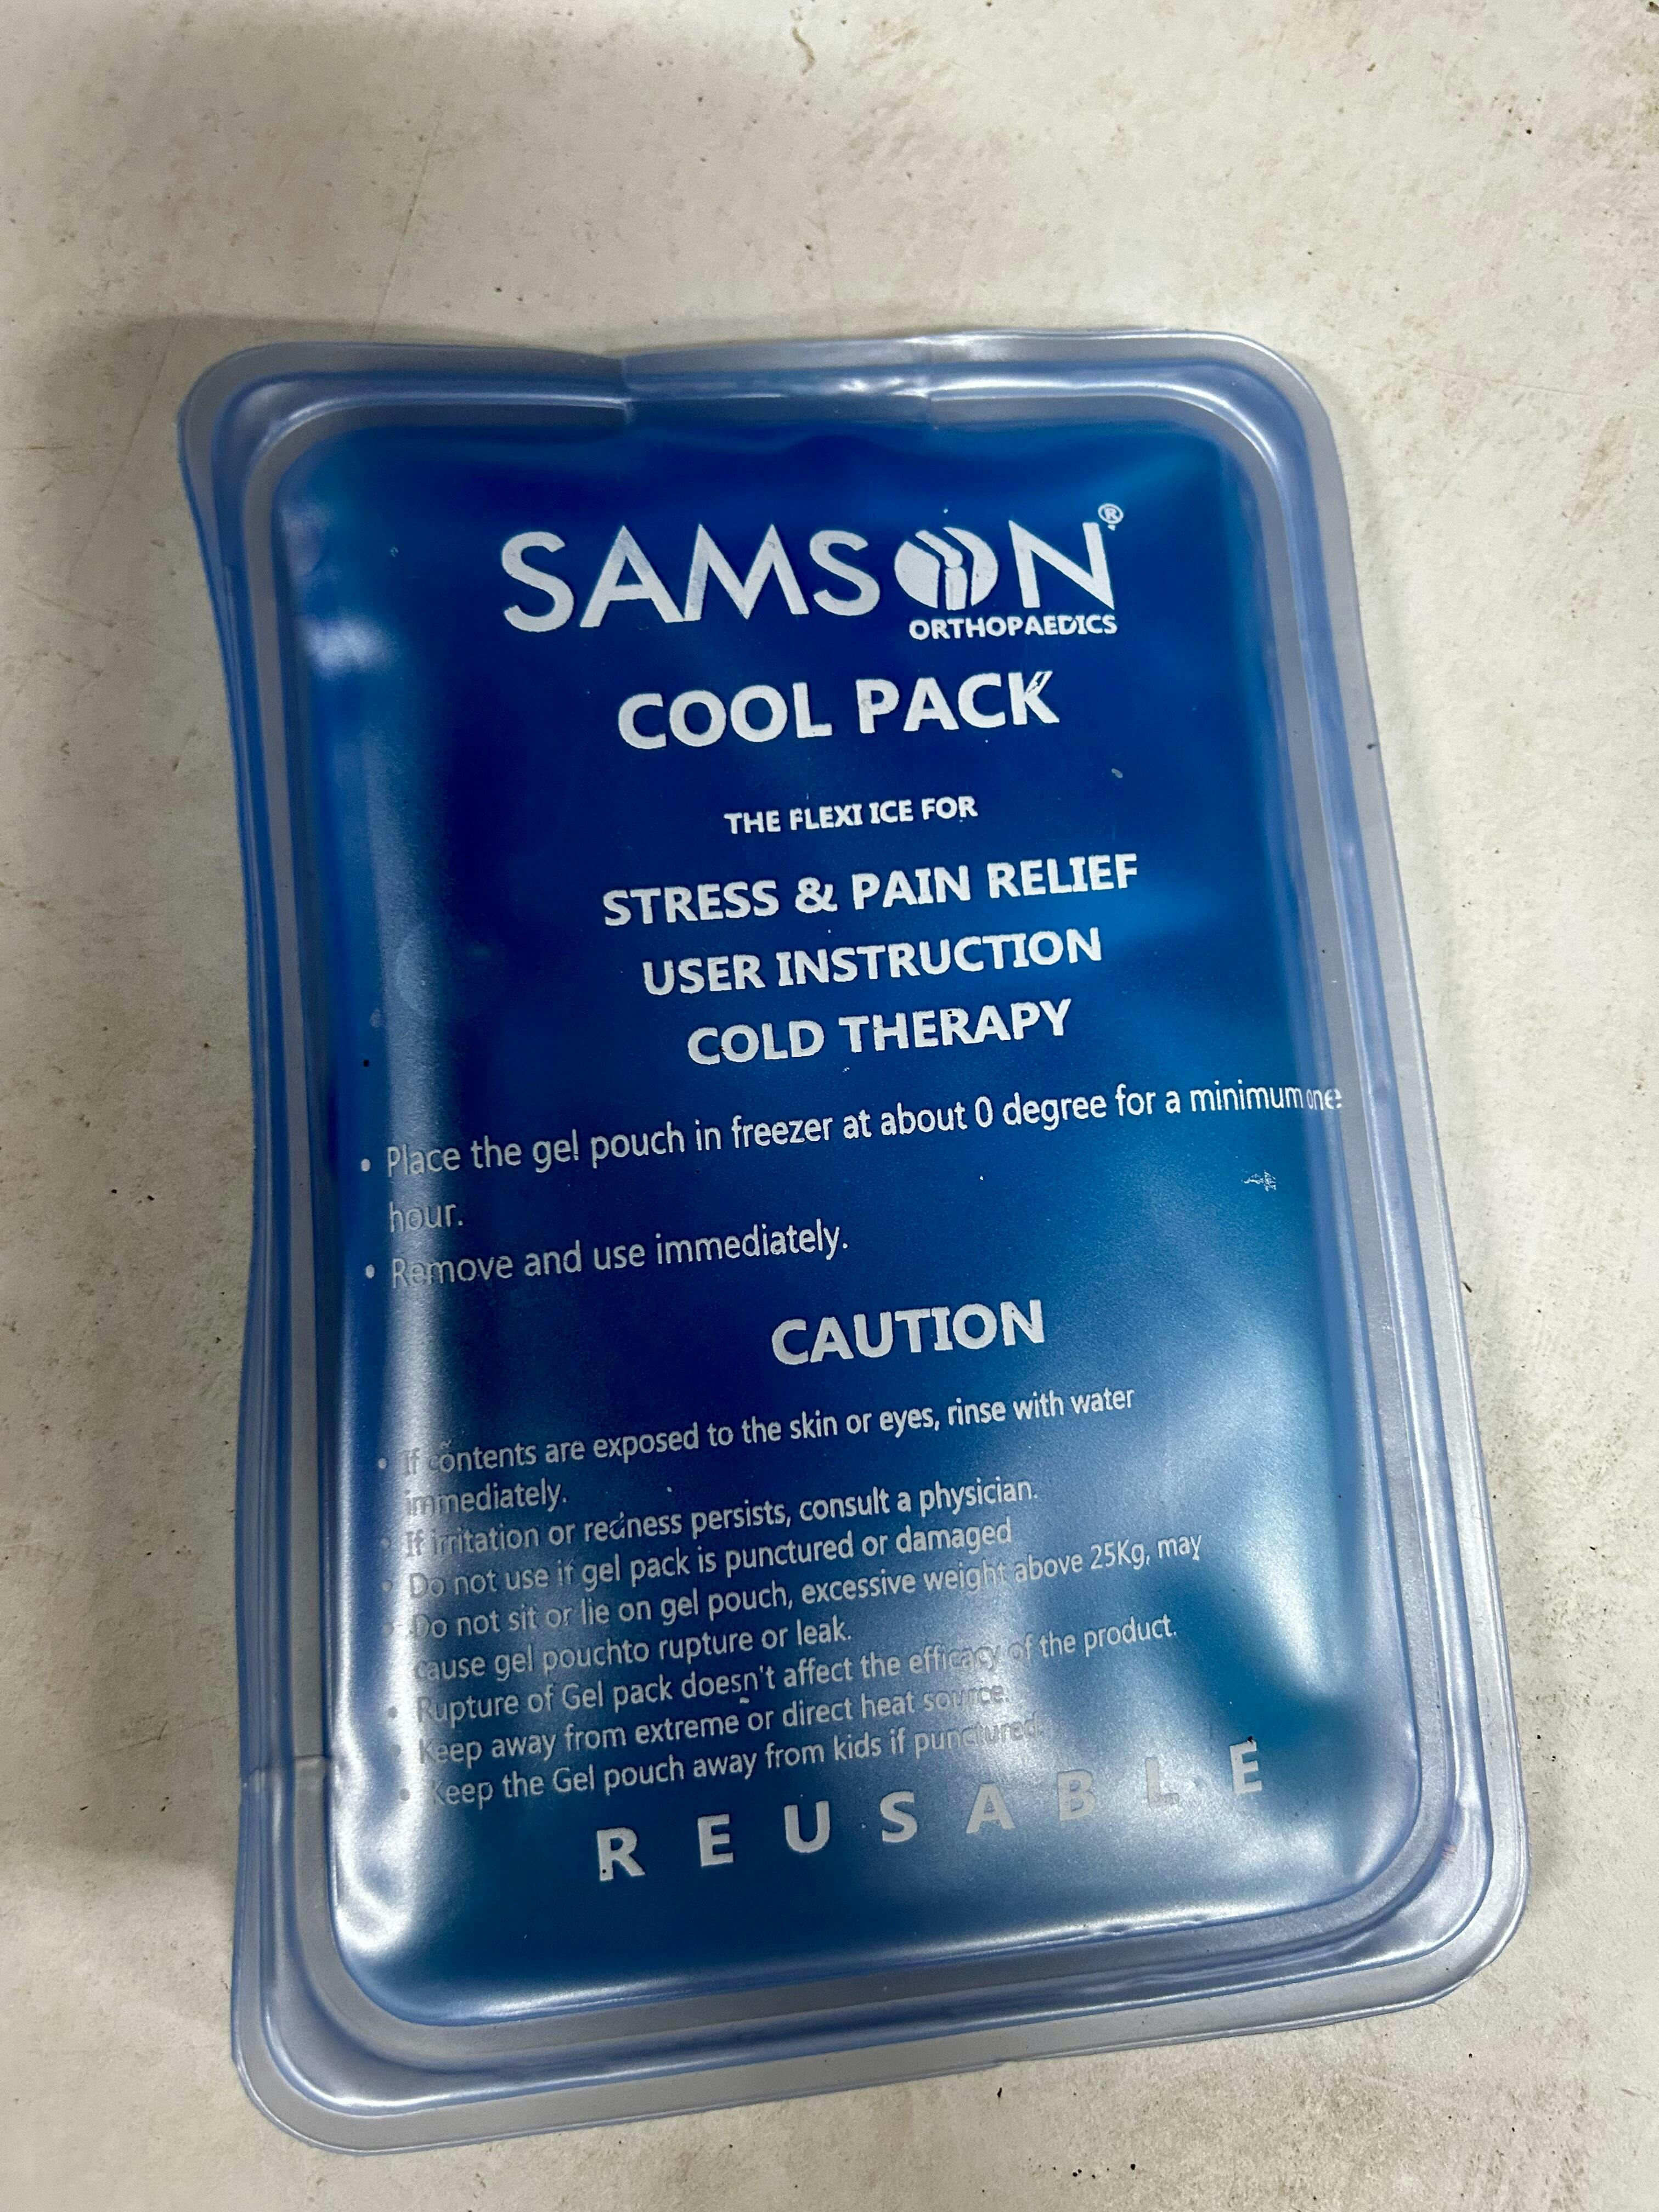 SAMSON®
ORTHOPAEDICS
COOL PACK
THE FLEXI ICE FOR
STRESS & PAIN RELIEF
USER INSTRUCTION
COLD THERAPY
• Place the gel pouch in freezer at about 0 degree for a minimum one
hour.
• Remove and use immediately.
CAUTION
• If contents are exposed to the skin or eyes, rinse with water
immediately.
• If irritation or redness persists, consult a physician.
• Do not use if gel pack is punctured or damaged
• Do not sit or lie on gel pouch, excessive weight above 25Kg, may
cause gel pouchto rupture or leak.
• Rupture of Gel pack doesn't affect the efficacy of the product.
• Keep away from extreme or direct heat source.
• Keep the Gel pouch away from kids if punctured.
REUSABLE